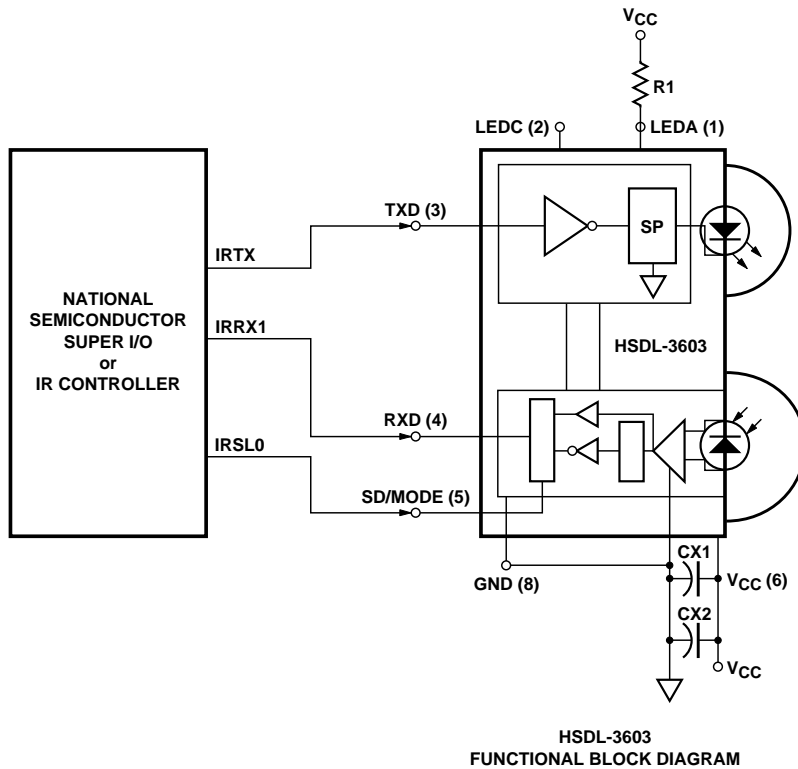 VCC
R1
LEDC (2)
LEDA (1)
TXD (3)
SP
IRTX
NATIONAL
SEMICONDUCTOR
SUPER I/O
or
IR CONTROLLER
IRRX1
HSDL-3603
RXD (4)
IRSL0
SD/MODE (5)
CX1
GND (8)
VCC (6)
CX2
VCC
HSDL-3603
FUNCTIONAL BLOCK DIAGRAM